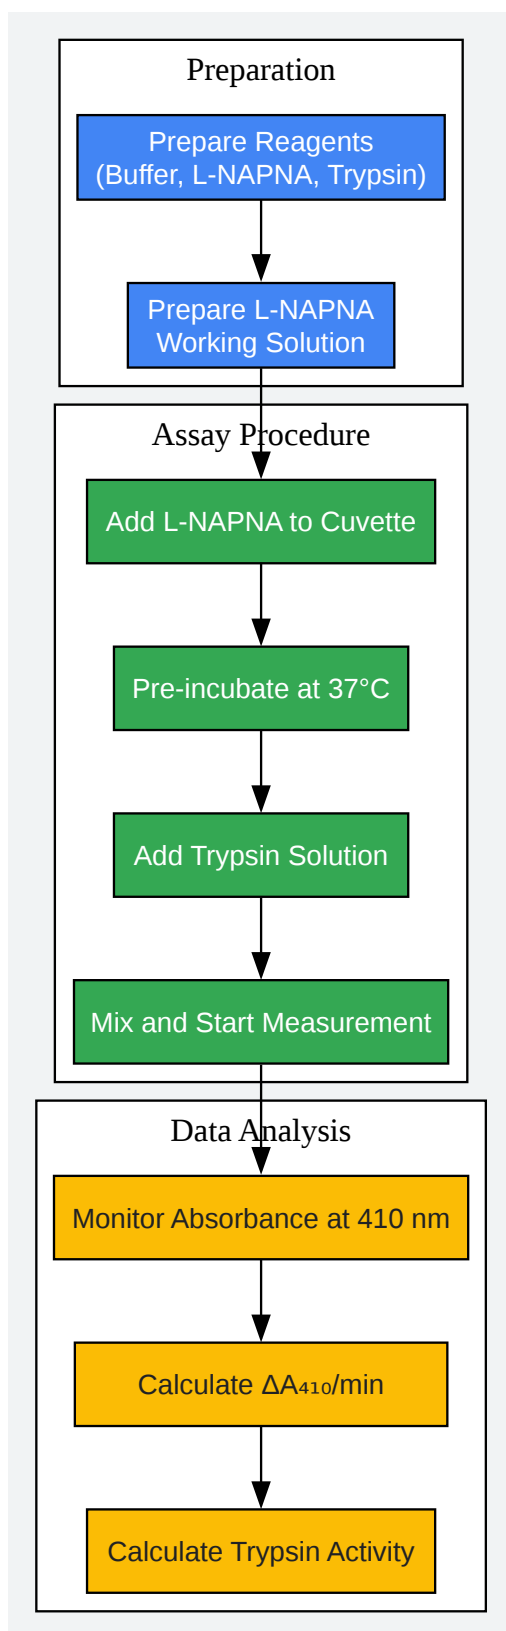 Preparation
Prepare Reagents
(Buffer, L-NAPNA, Trypsin)
Prepare L-NAPNA
Working Solution
Assay Procedure
Add L-NAPNA to Cuvette
Pre-incubate at 37°C
Add Trypsin Solution
Mix and Start Measurement
Data Analysis
Monitor Absorbance at 410 nm
Calculate ΔA₄₁₀/min
Calculate Trypsin Activity